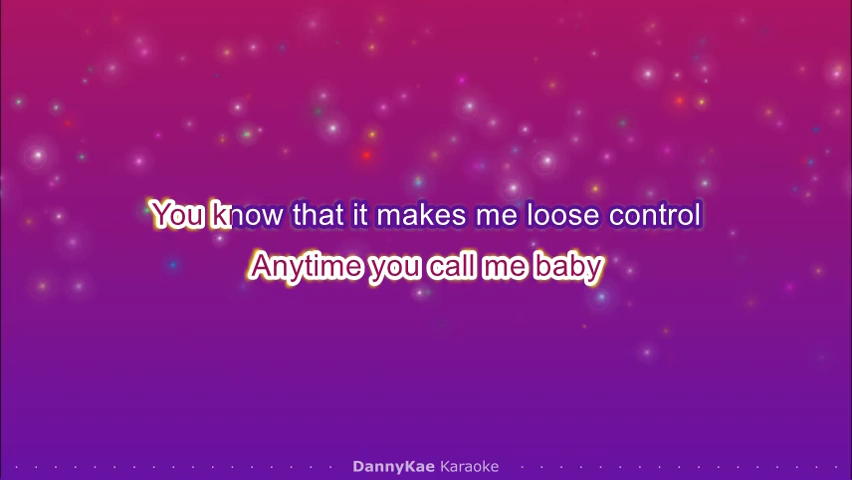 You know that it makes me loose control
Anytime you call me baby
DannyKae Karaoke